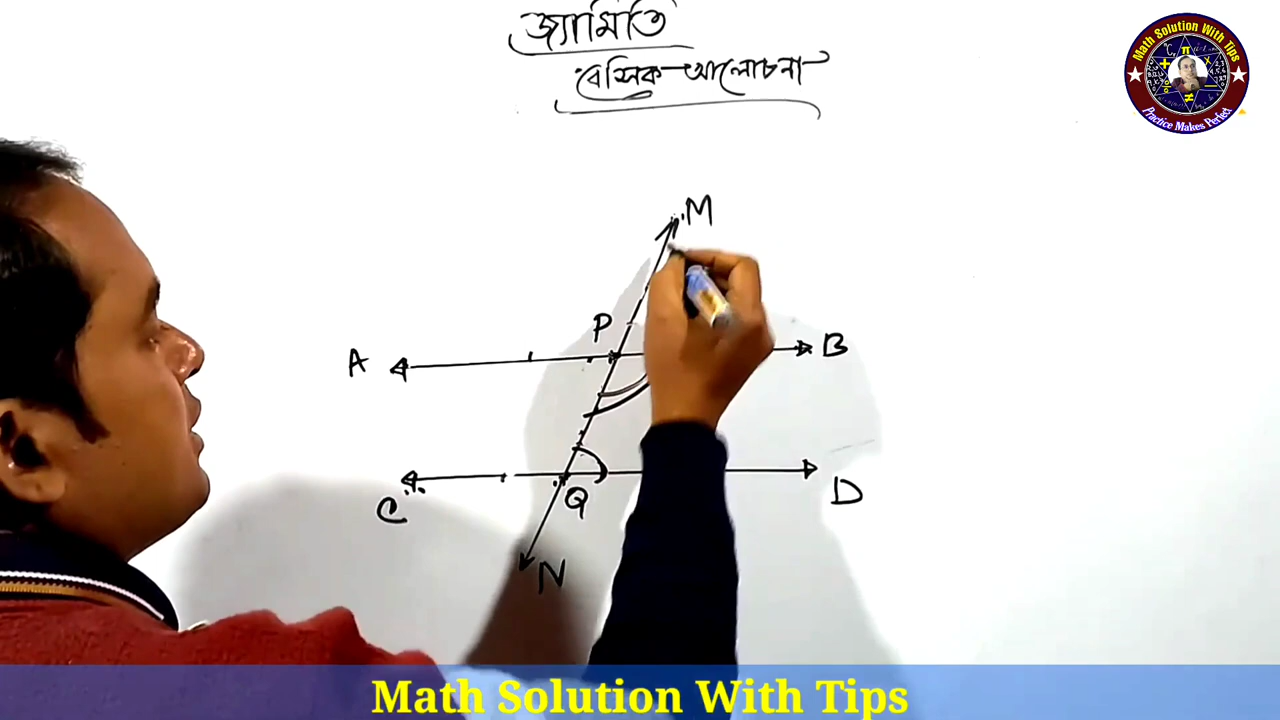 জ্যামিতি
বেসিক আলোচনা
Math Solution With Tips
Practice Makes Perfect
M
P
A
B
C
Q
D
N
Math Solution With Tips